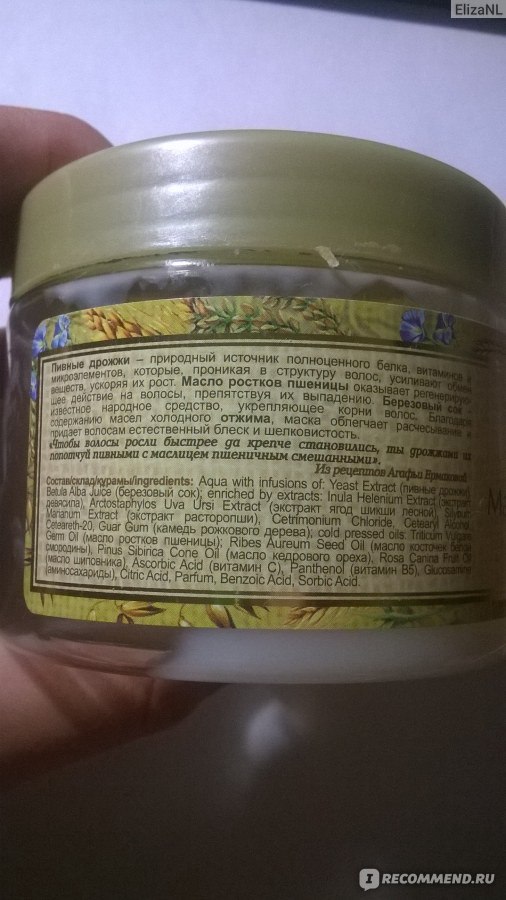 ElizaNL
Пивные дрожжи – природный источник полноценного белка, витаминов и
микроэлементов, которые, проникая в структуру волос, усиливают обмен
веществ, ускоряя их рост. Масло ростков пшеницы оказывает регенерирую-
щее действие на волосы, препятствуя их выпадению. Березовый сок –
известное народное средство, укрепляющее корни волос. Благодаря
содержанию масел холодного отжима, маска облегчает расчесывание и
придает волосам естественный блеск и шелковистость.
«Чтобы волосы росли быстрее да крепче становились, ты дрожжами их
попотчуй пивными с маслицем пшеничным смешанными».
Из рецептов Агафьи Ермаковой
Состав/склад/құрамы/ingredients: Aqua with infusions of: Yeast Extract (пивные дрожжи),
Betula Alba Juice (березовый сок); enriched by extracts: Inula Helenium Extract (экстракт
девясила), Arctostaphylos Uva Ursi Extract (экстракт ягод шикши лесной), Silybum
Marianum Extract (экстракт расторопши), Cetrimonium Chloride, Cetearyl Alcohol,
Ceteareth-20, Guar Gum (камедь рожкового дерева); cold pressed oils: Triticum Vulgare
Germ Oil (масло ростков пшеницы); Ribes Aureum Seed Oil (масло косточек белой
смородины), Pinus Sibirica Cone Oil (масло кедрового ореха), Rosa Canina Fruit Oil
(масло шиповника), Ascorbic Acid (витамин С), Panthenol (витамин В5), Glucosamine
(аминосахариды), Citric Acid, Parfum, Benzoic Acid, Sorbic Acid.
IRECOMMEND.RU